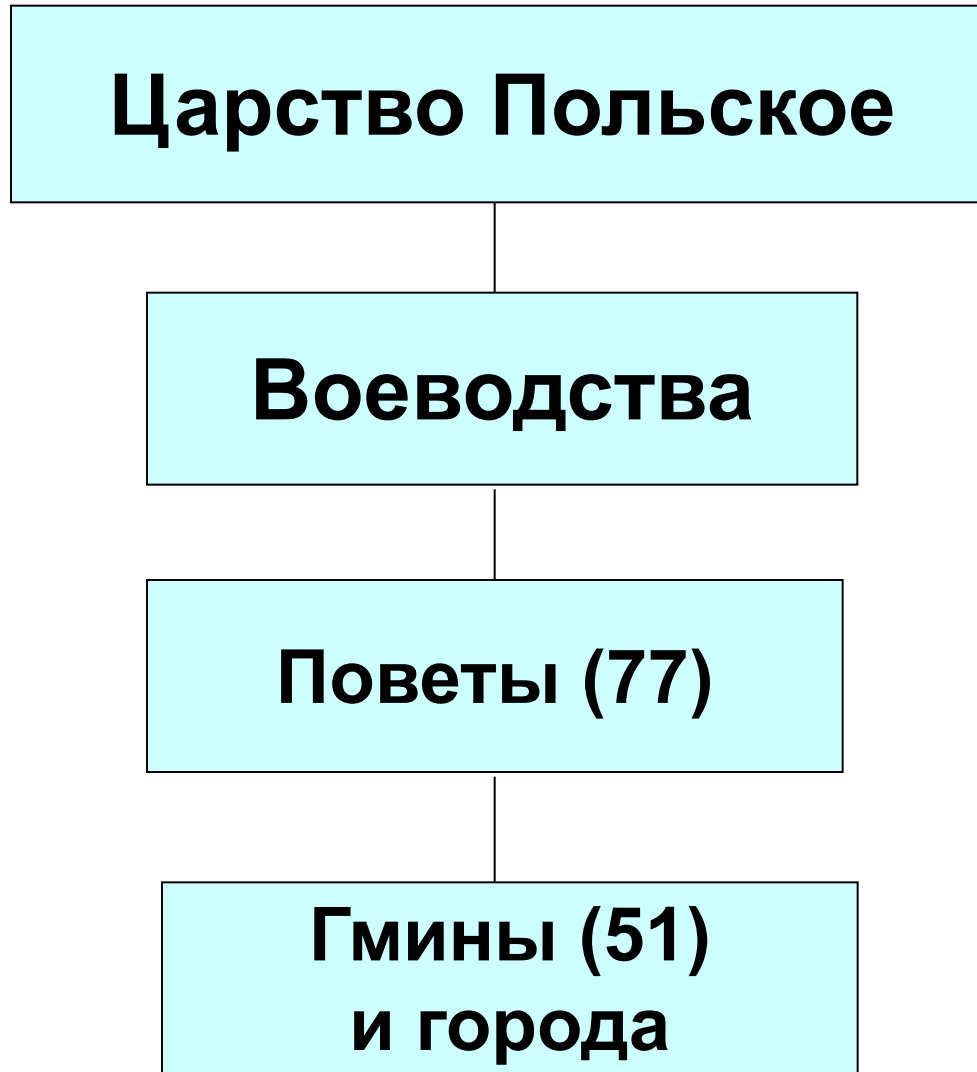 Царство Польское
Воеводства
Поветы (77)
Гмины (51)
и города